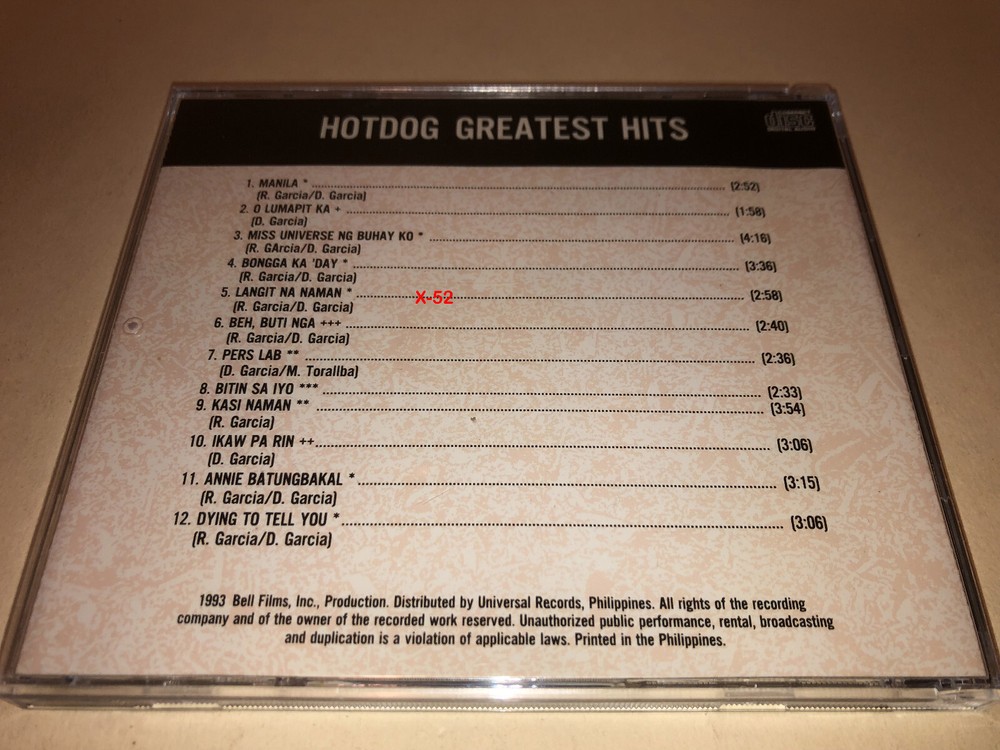 HOTDOG GREATEST HITS
COMPACT
disc
DIGITAL AUDIO
1. MANILA * (2:52)
(R. Garcia/D. Garcia)
2. O LUMAPIT KA + (1:58)
(D. Garcia)
3. MISS UNIVERSE NG BUHAY KO * (4:16)
(R. GArcia/D. Garcia)
4. BONGGA KA 'DAY * (3:36)
(R. Garcia/D. Garcia)
5. LANGIT NA NAMAN * (2:58)
X-52
(R. Garcia/D. Garcia)
6. BEH, BUTI NGA +++ (2:40)
(R. Garcia/D. Garcia)
7. PERS LAB ** (2:36)
(D. Garcia/M. Torallba)
8. BITIN SA IYO *** (2:33)
9. KASI NAMAN ** (3:54)
(R. Garcia)
10. IKAW PA RIN ++ (3:06)
(D. Garcia)
11. ANNIE BATUNGBAKAL * (3:15)
(R. Garcia/D. Garcia)
12. DYING TO TELL YOU * (3:06)
(R. Garcia/D. Garcia)
1993 Bell Films, Inc., Production. Distributed by Universal Records, Philippines. All rights of the recording
company and of the owner of the recorded work reserved. Unauthorized public performance, rental, broadcasting
and duplication is a violation of applicable laws. Printed in the Philippines.